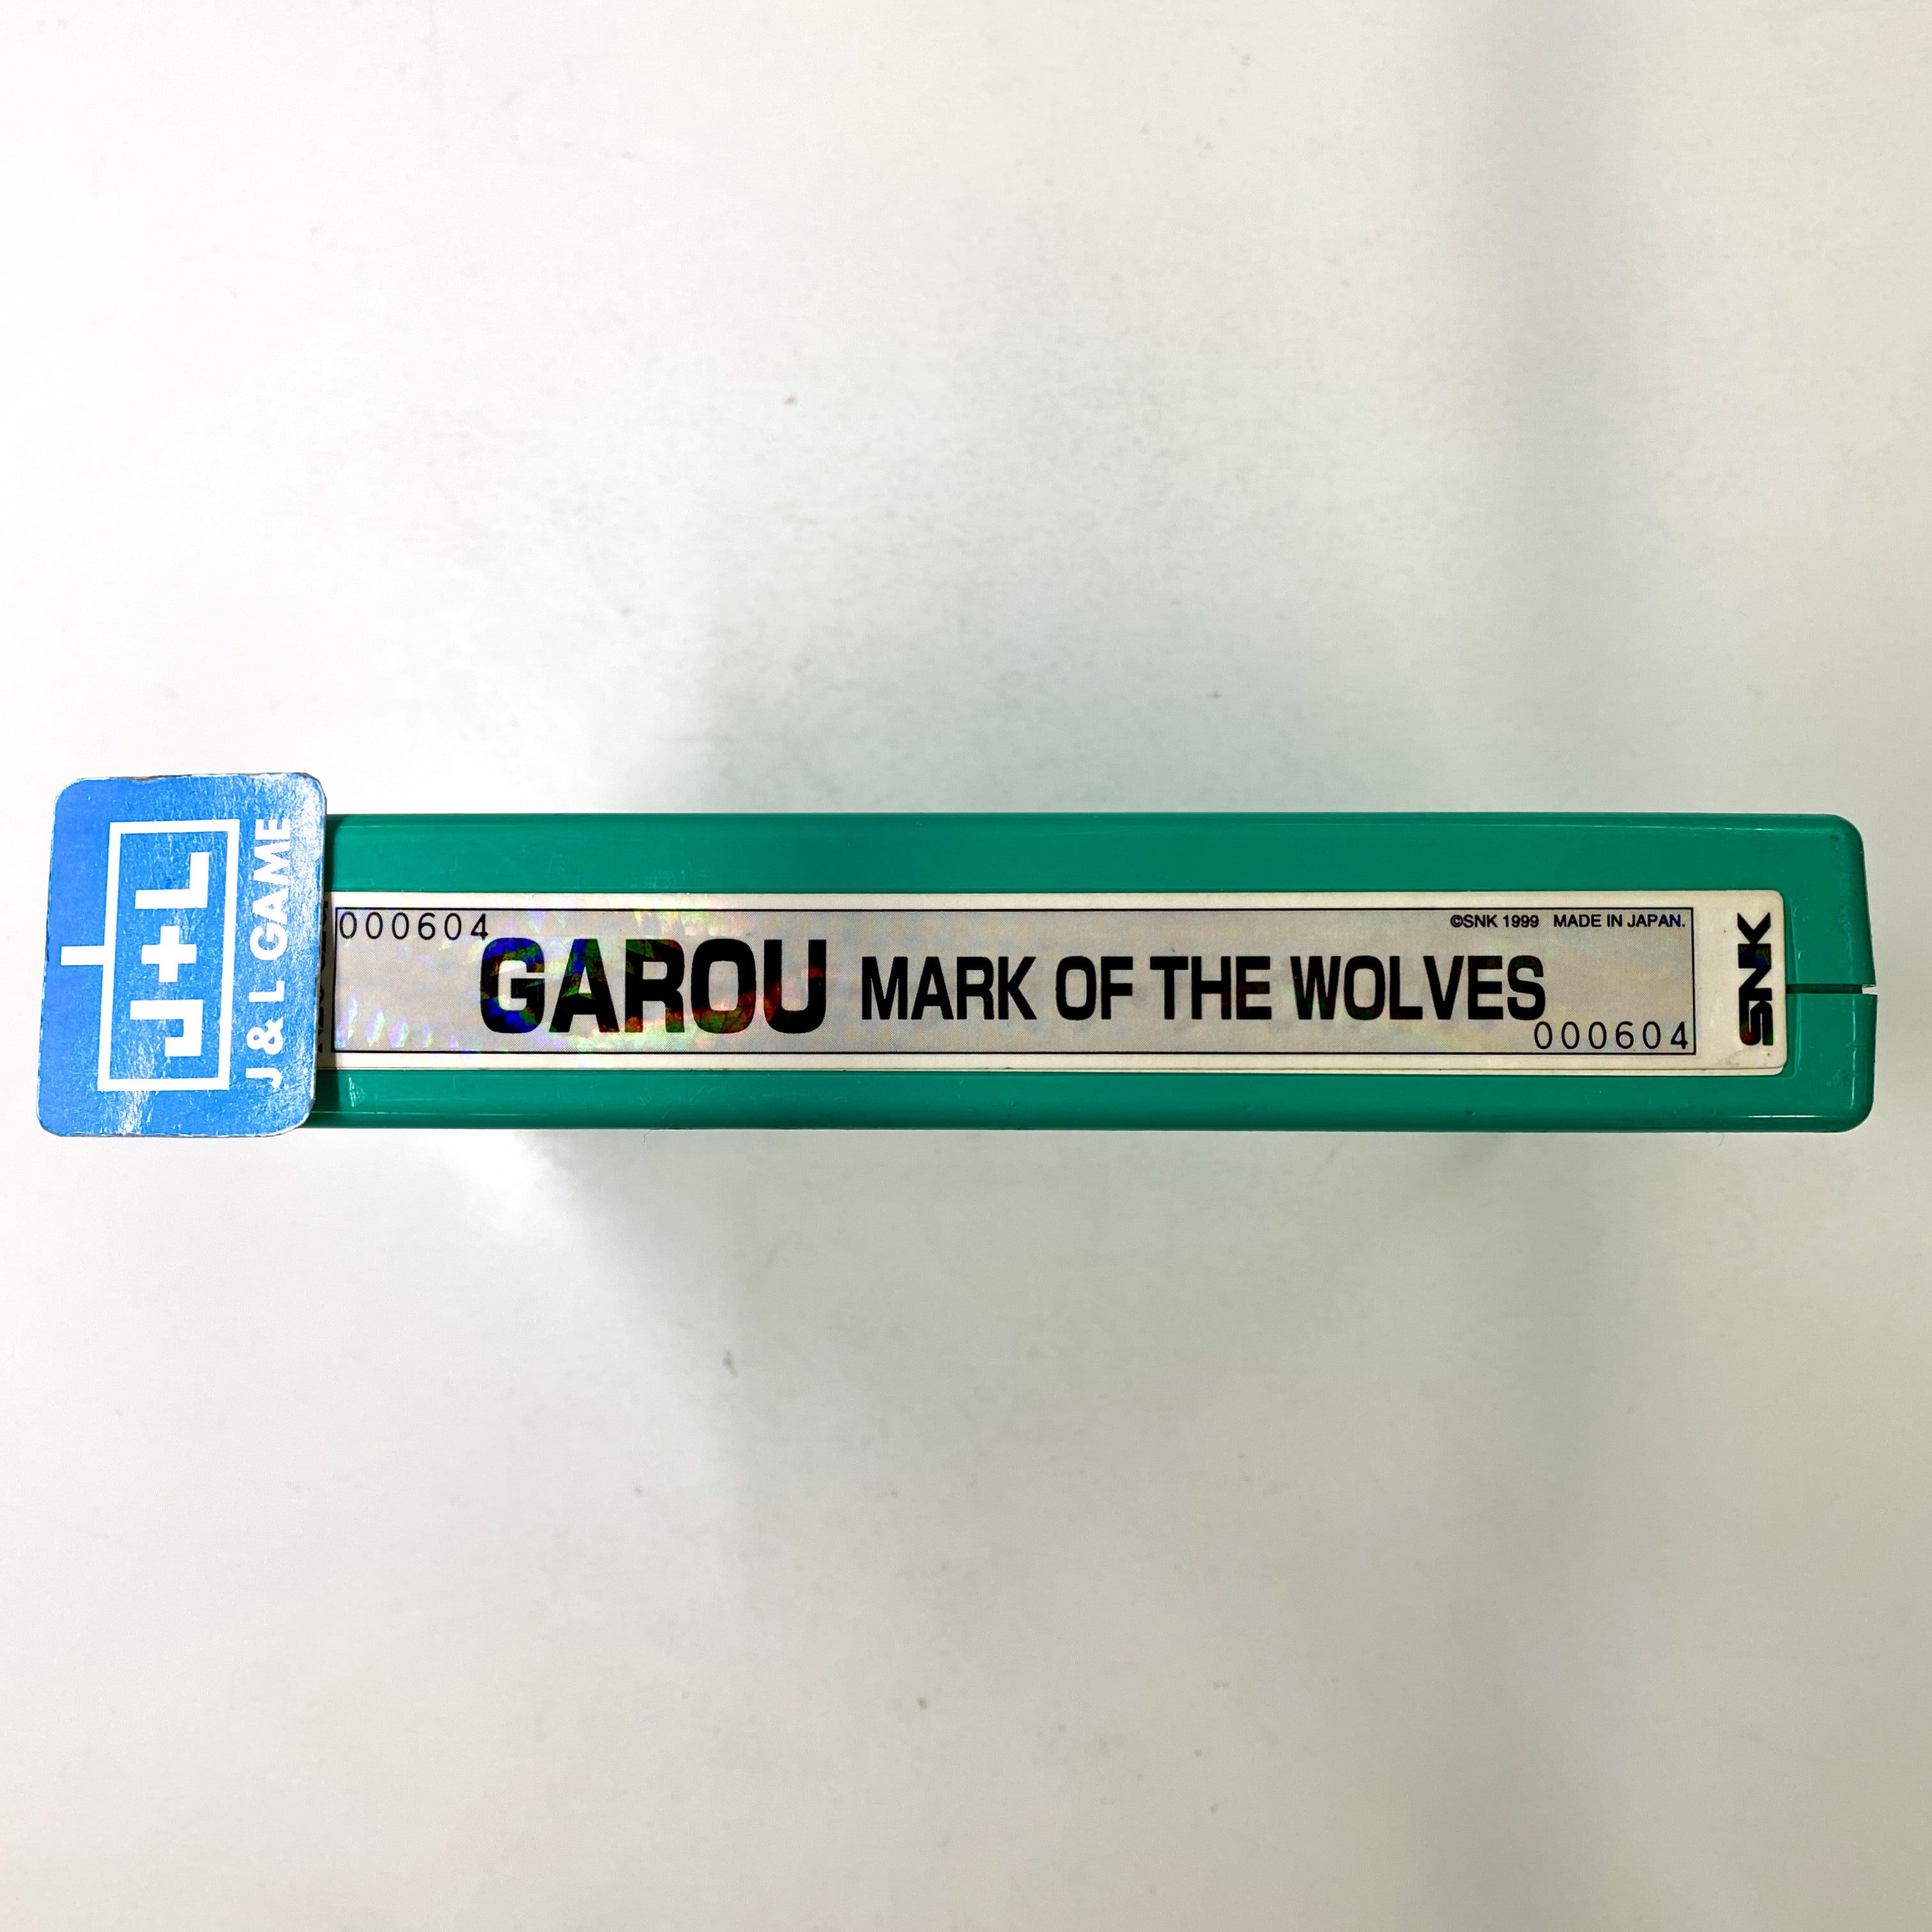 J+L
J & L GAME
000604
©SNK 1999 MADE IN JAPAN.
GAROU MARK OF THE WOLVES
000604
SNK